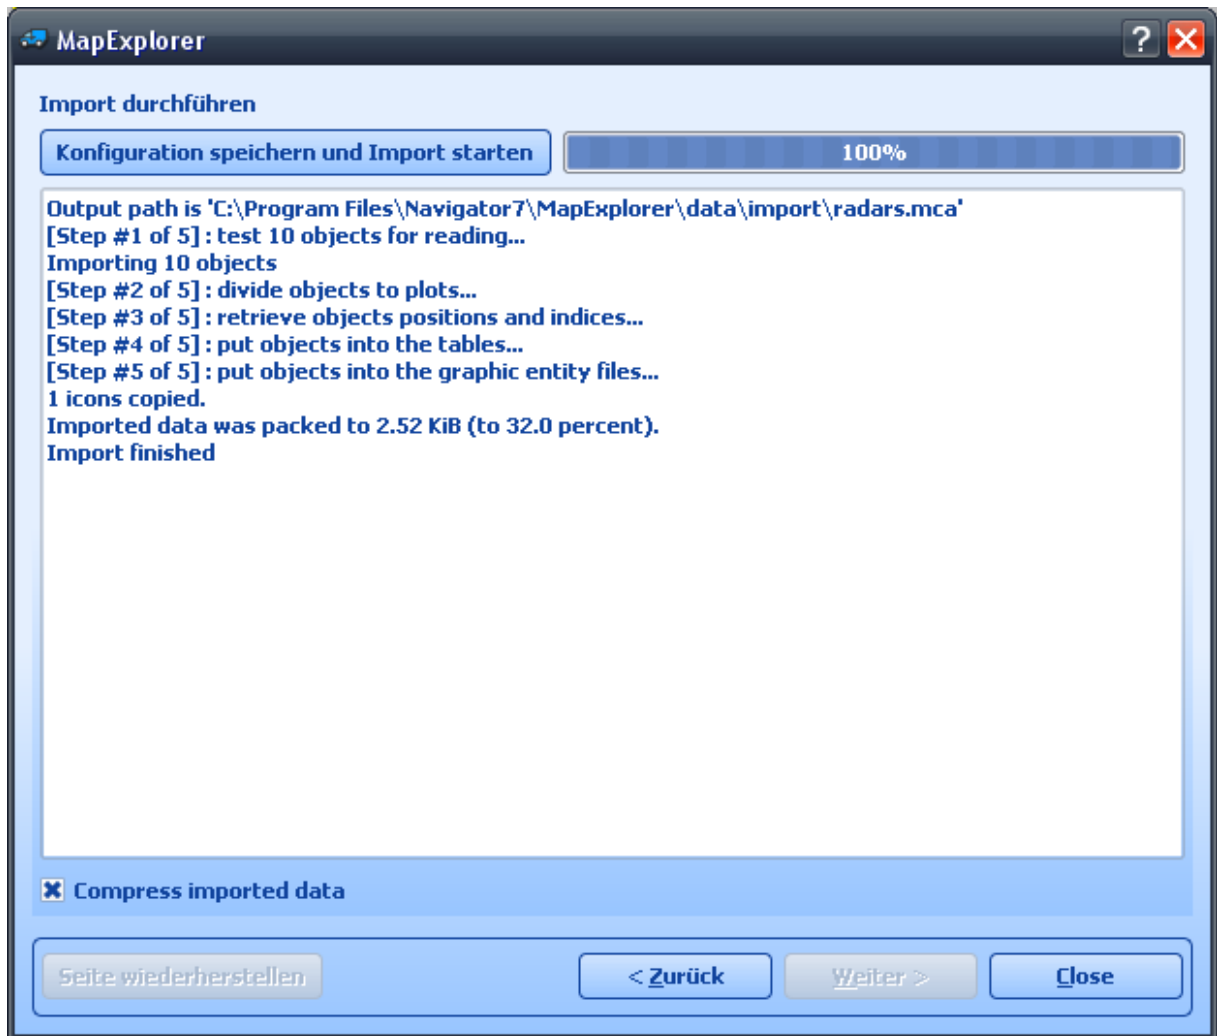 MapExplorer
?
Import durchführen
Konfiguration speichern und Import starten
100%
Output path is 'C:\Program Files\Navigator7\MapExplorer\data\import\radars.mca'
[Step #1 of 5] : test 10 objects for reading...
Importing 10 objects
[Step #2 of 5] : divide objects to plots...
[Step #3 of 5] : retrieve objects positions and indices...
[Step #4 of 5] : put objects into the tables...
[Step #5 of 5] : put objects into the graphic entity files...
1 icons copied.
Imported data was packed to 2.52 KiB (to 32.0 percent).
Import finished
Compress imported data
Seite wiederherstellen
< Zurück
Weiter >
Close